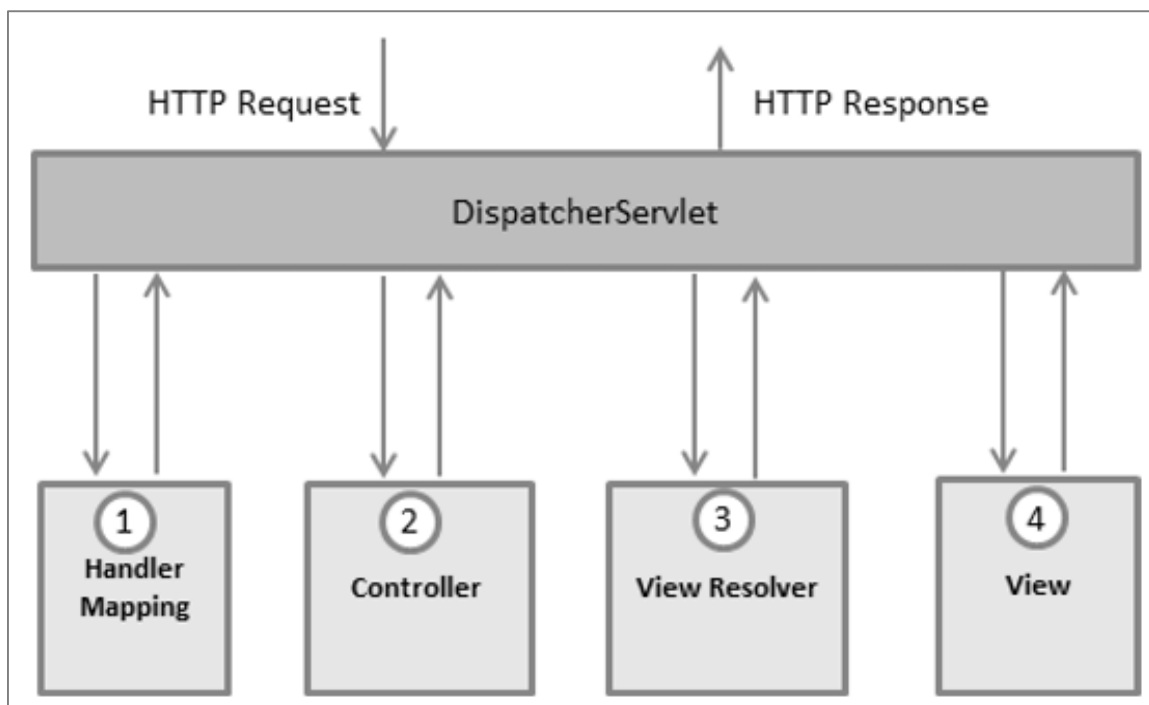 HTTP Request
HTTP Response
DispatcherServlet
1
Handler
Mapping
2
Controller
3
View Resolver
4
View